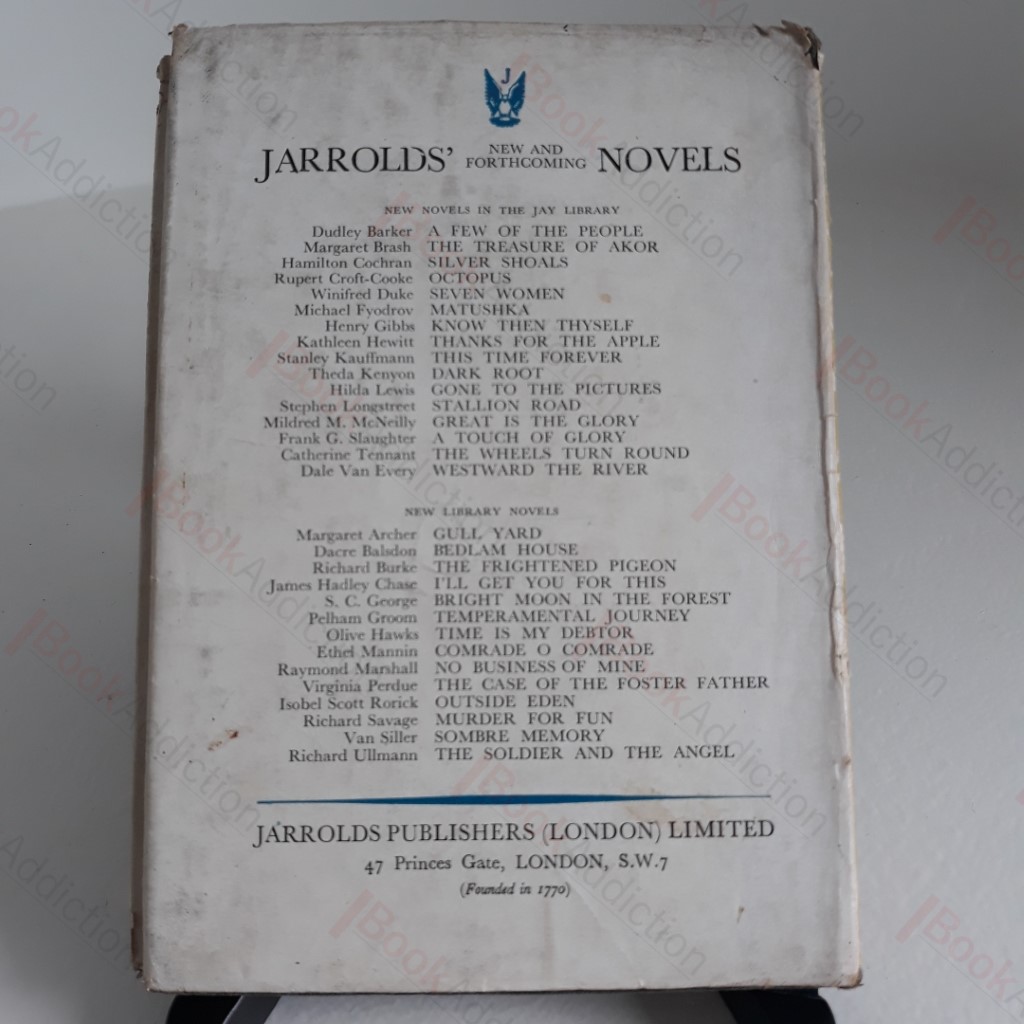 J
JARROLDS' NEW AND FORTHCOMING NOVELS
NEW NOVELS IN THE JAY LIBRARY
Dudley Barker A FEW OF THE PEOPLE
Margaret Brash THE TREASURE OF AKOR
Hamilton Cochran SILVER SHOALS
Rupert Croft-Cooke OCTOPUS
Winifred Duke SEVEN WOMEN
Michael Fyodrov MATUSHKA
Henry Gibbs KNOW THEN THYSELF
Kathleen Hewitt THANKS FOR THE APPLE
Stanley Kauffmann THIS TIME FOREVER
Theda Kenyon DARK ROOT
Hilda Lewis GONE TO THE PICTURES
Stephen Longstreet STALLION ROAD
Mildred M. McNeilly GREAT IS THE GLORY
Frank G. Slaughter A TOUCH OF GLORY
Catherine Tennant THE WHEELS TURN ROUND
Dale Van Every WESTWARD THE RIVER
NEW LIBRARY NOVELS
Margaret Archer GULL YARD
Dacre Balsdon BEDLAM HOUSE
Richard Burke THE FRIGHTENED PIGEON
James Hadley Chase I'LL GET YOU FOR THIS
S. C. George BRIGHT MOON IN THE FOREST
Pelham Groom TEMPERAMENTAL JOURNEY
Olive Hawks TIME IS MY DEBTOR
Ethel Mannin COMRADE O COMRADE
Raymond Marshall NO BUSINESS OF MINE
Virginia Perdue THE CASE OF THE FOSTER FATHER
Isobel Scott Rorick OUTSIDE EDEN
Richard Savage MURDER FOR FUN
Van Siller SOMBRE MEMORY
Richard Ullmann THE SOLDIER AND THE ANGEL
JARROLDS PUBLISHERS (LONDON) LIMITED
47 Princes Gate, LONDON, S.W.7
(Founded in 1770)
BookAddiction